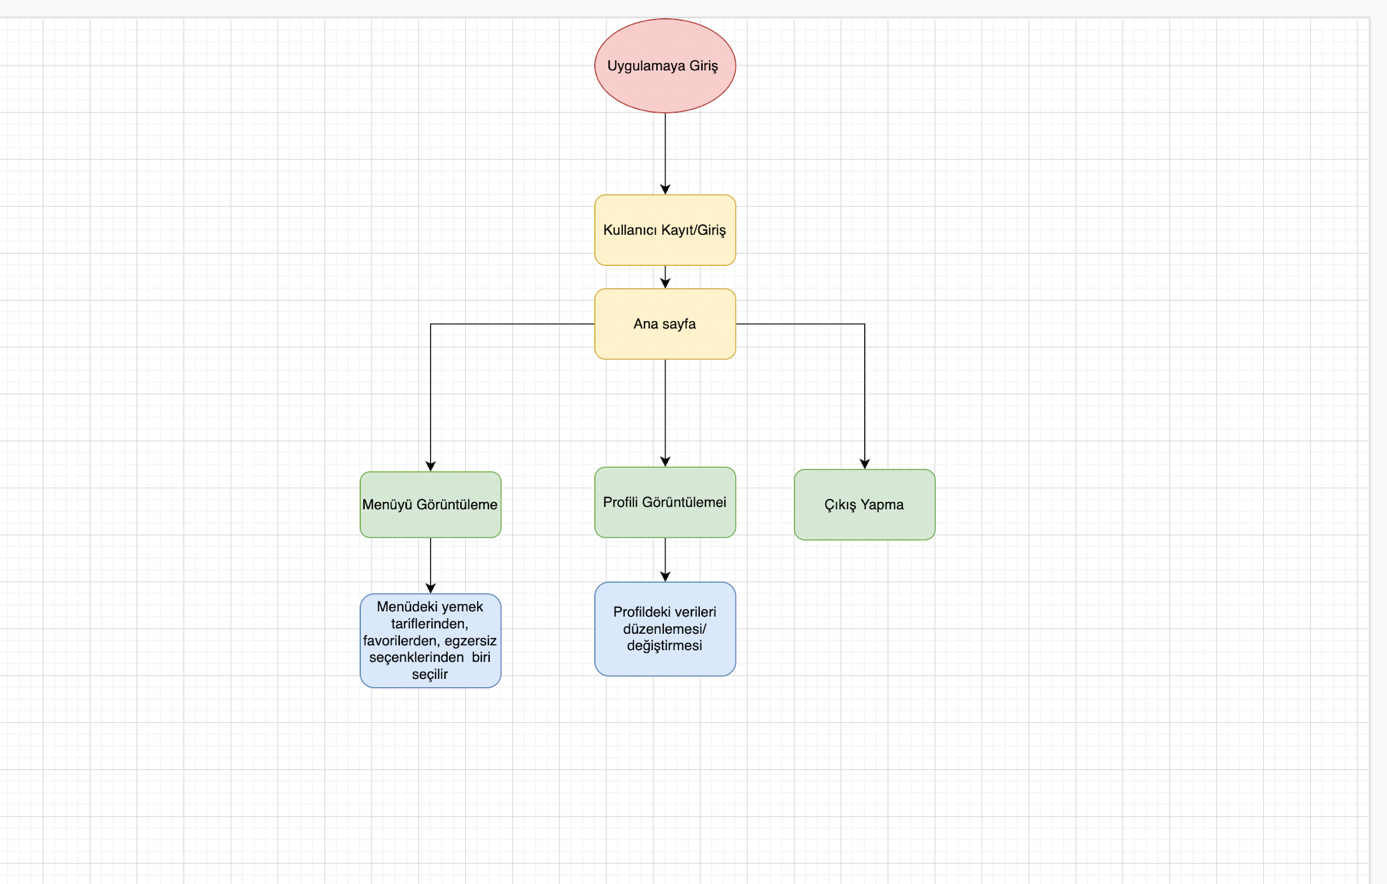 Uygulamaya Giriş
Kullanıcı Kayıt/Giriş
Ana sayfa
Menüyü Görüntüleme
Profili Görüntülemei
Çıkış Yapma
Menüdeki yemek
tariflerinden,
favorilerden, egzersiz
seçenklerinden  biri
seçilir
Profildeki verileri
düzenlemesi/
değiştirmesi